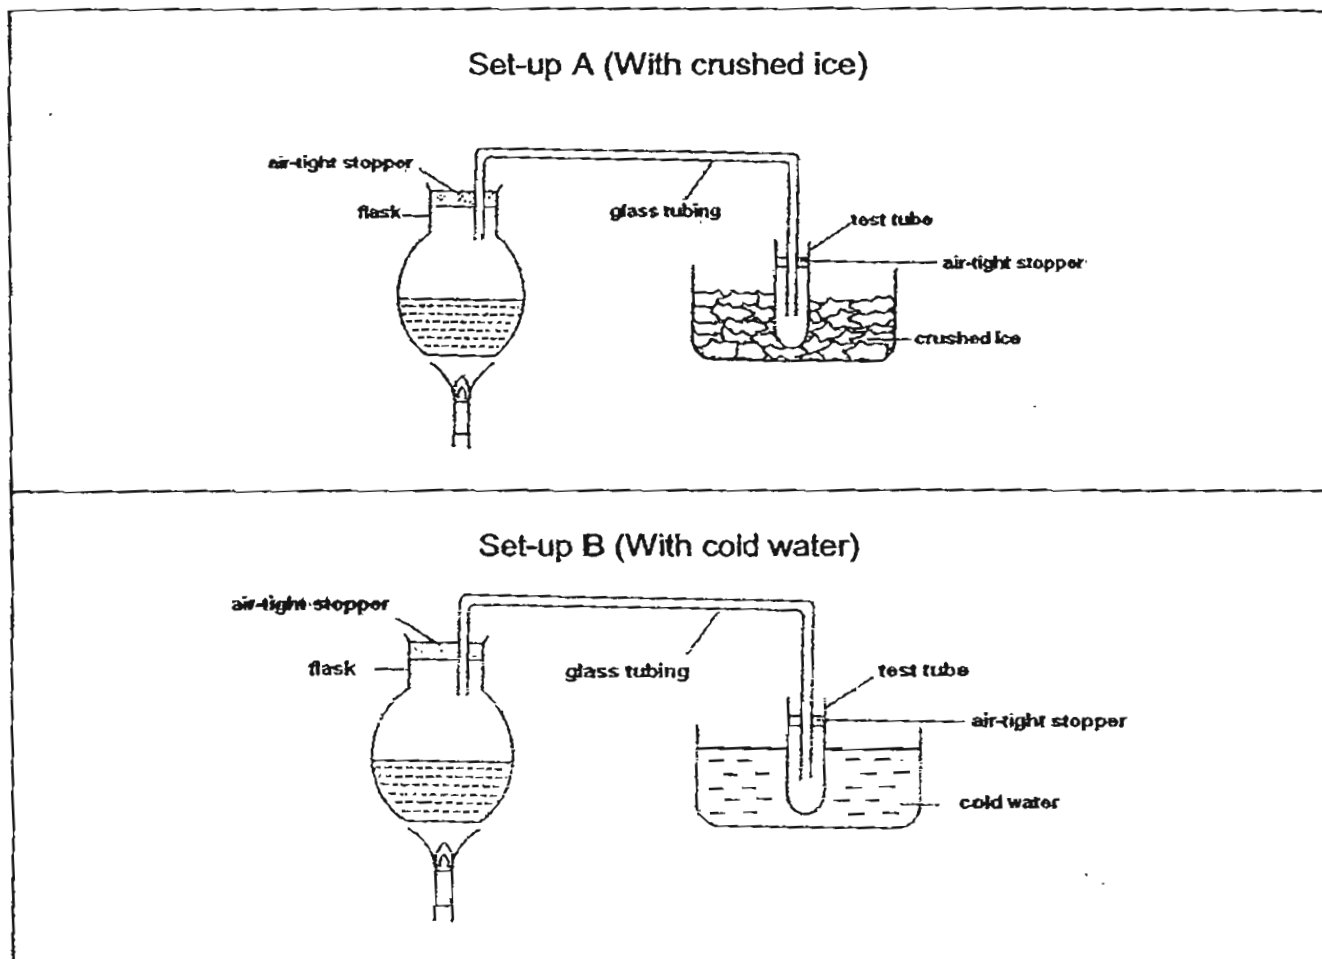 Set-up A (With crushed ice)
air-tight stopper
flask
glass tubing
test tube
air-tight stopper
crushed ice
Set-up B (With cold water)
air-tight stopper
flask
glass tubing
test tube
air-tight stopper
cold water